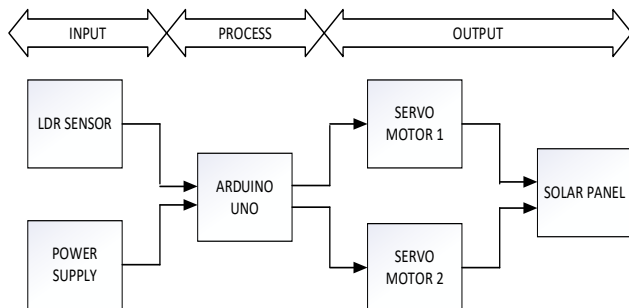 INPUT
PROCESS
OUTPUT
LDR SENSOR
POWER
SUPPLY
ARDUINO
UNO
SERVO
MOTOR 1
SERVO
MOTOR 2
SOLAR PANEL